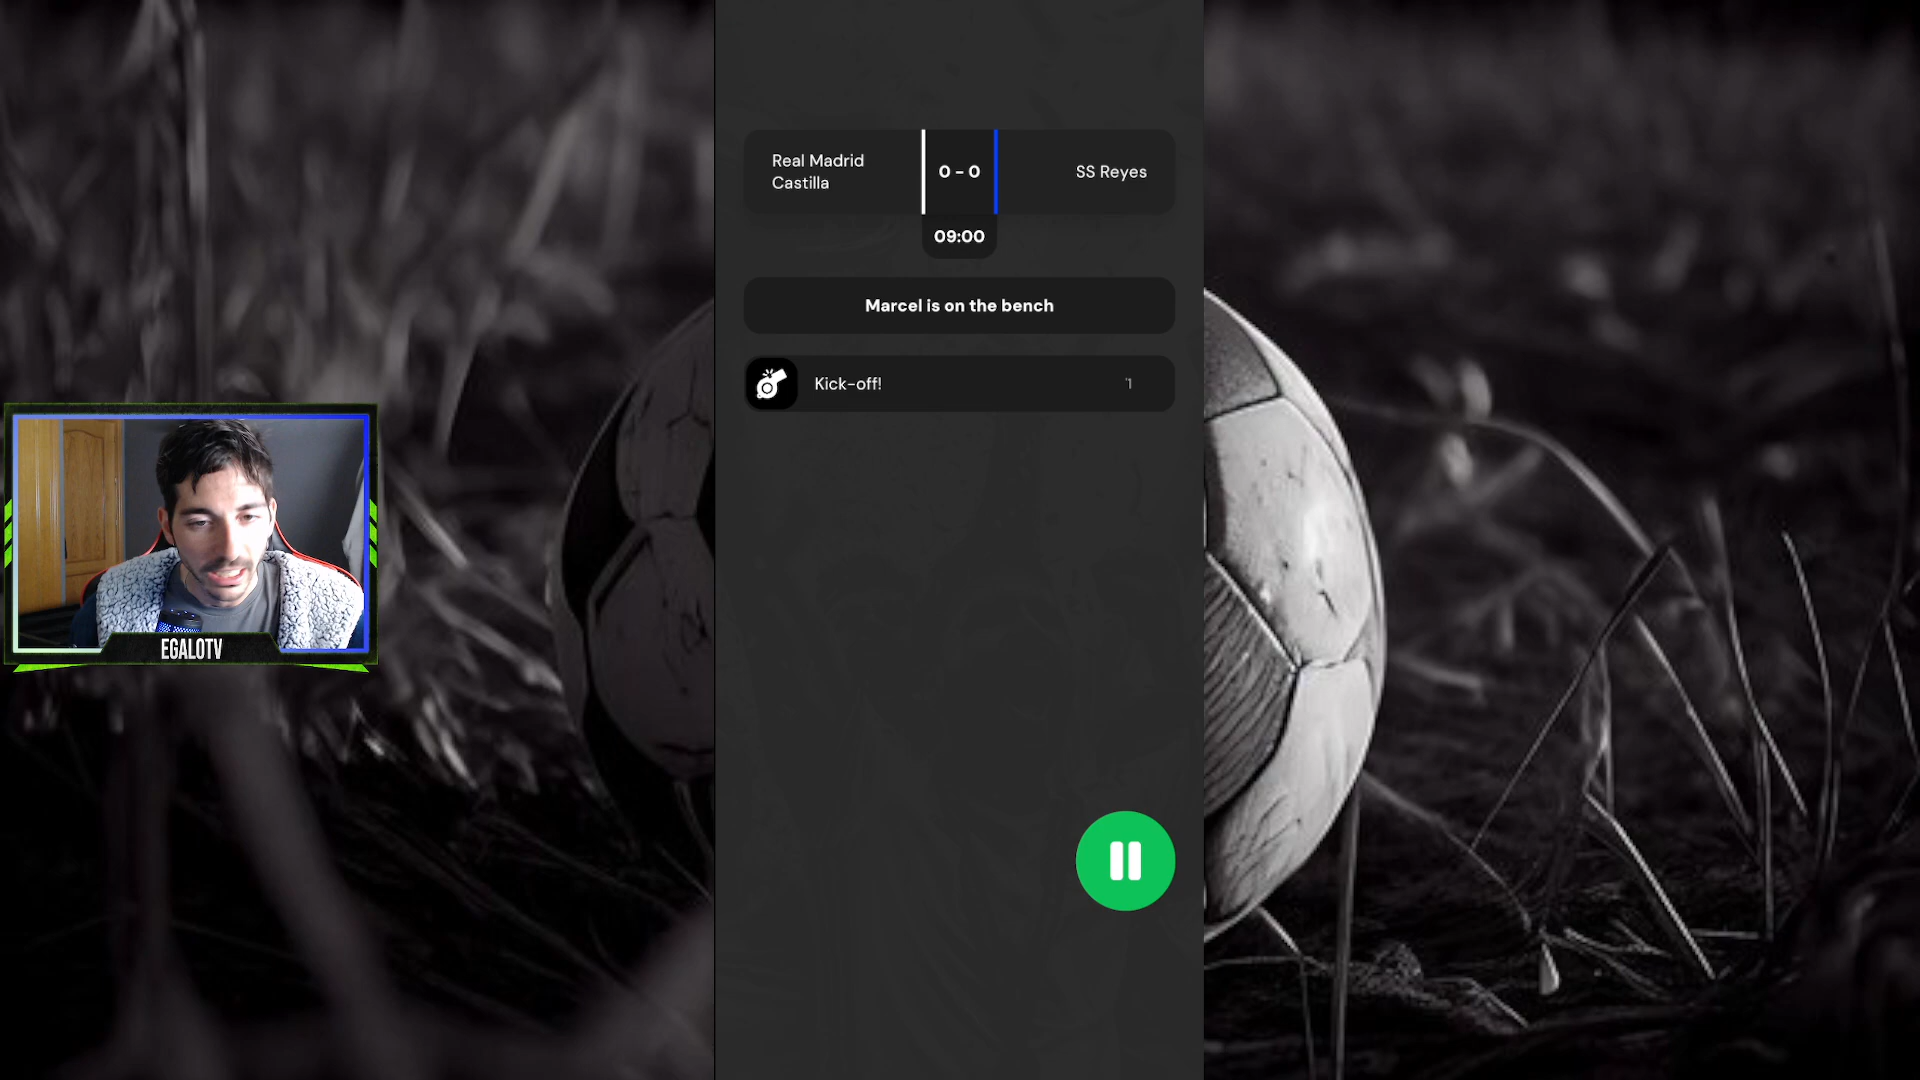 Real Madrid
Castilla
0 - 0
SS Reyes
09:00
Marcel is on the bench
Kick-off!
'1
EGALOTV